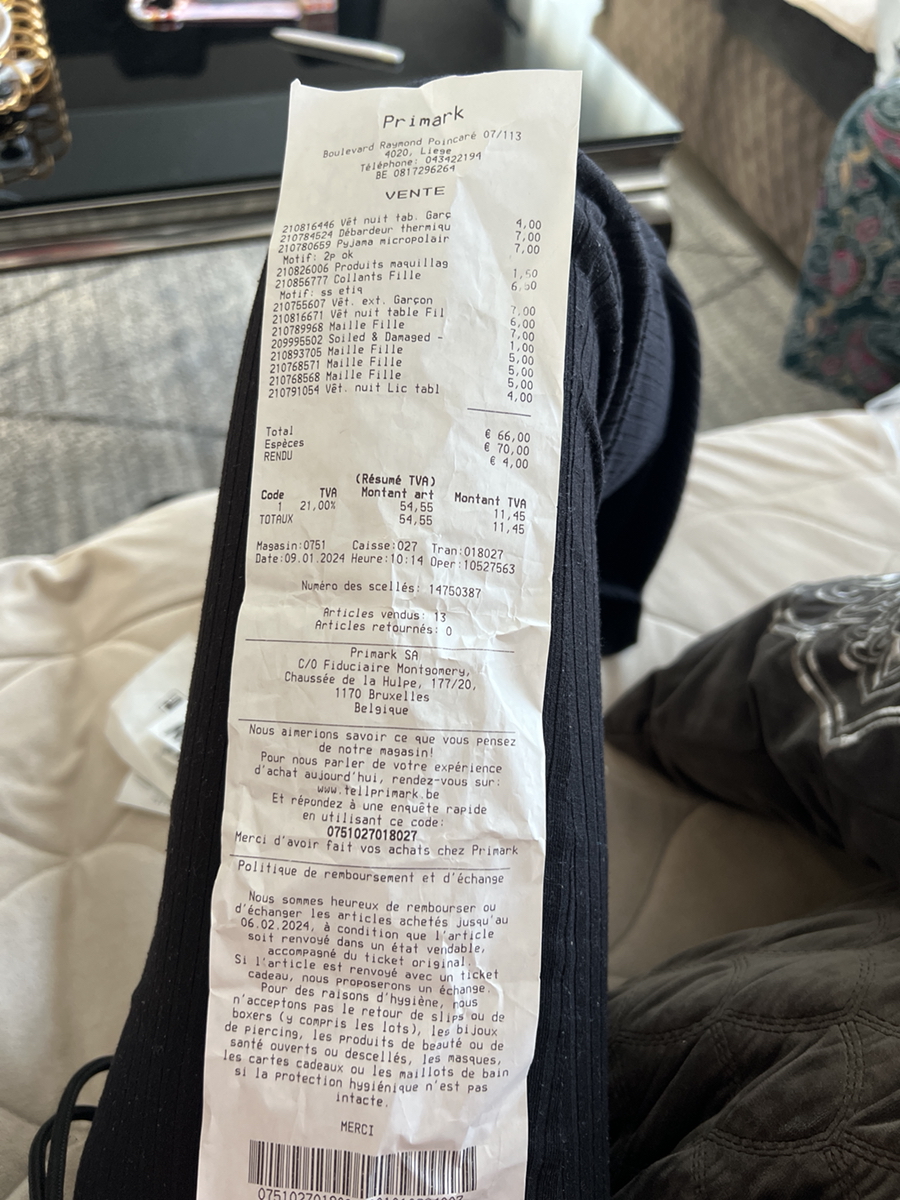 Primark
Boulevard Raymond Poincaré 07/113
4020, Liege
Téléphone: 043422194
BE 0817296264
VENTE
210816446 Vêt nuit tab. Garç 4,00
210784524 Débardeur thermiqu 7,00
210780659 Pyjama micropolair 7,00
Motif: 2p ok
210826006 Produits maquillag 1,50
210856777 Collants Fille 6,50
Motif: ss etiq
210755607 Vêt. ext. Garçon 7,00
210816671 Vêt nuit table Fil 6,00
210789968 Maille Fille 7,00
209995502 Soiled & Damaged - 1,00
210893705 Maille Fille 5,00
210768571 Maille Fille 5,00
210768568 Maille Fille 5,00
210791054 Vêt. nuit Lic tabl 4,00
Total € 66,00
Espèces € 70,00
RENDU € 4,00
(Résumé TVA)
Code TVA Montant art Montant TVA
1 21,00% 54,55 11,45
TOTAUX 54,55 11,45
Magasin:0751 Caisse:027 Tran:018027
Date:09.01.2024 Heure:10:14 Oper:10527563
Numéro des scellés: 14750387
Articles vendus: 13
Articles retournés: 0
Primark SA
C/O Fiduciaire Montgomery,
Chaussée de la Hulpe, 177/20,
1170 Bruxelles
Belgique
Nous aimerions savoir ce que vous pensez
de notre magasin!
Pour nous parler de votre expérience
d'achat aujourd'hui, rendez-vous sur:
www.tellprimark.be
Et répondez à une enquête rapide
en utilisant ce code:
0751027018027
Merci d'avoir fait vos achats chez Primark
Politique de remboursement et d'échange
Nous sommes heureux de rembourser ou
d'échanger les articles achetés jusqu'au
06.02.2024, à condition que l'article
soit renvoyé dans un état vendable,
accompagné du ticket original.
Si l'article est renvoyé avec un ticket
cadeau, nous proposerons un échange.
Pour des raisons d'hygiène, nous
n'acceptons pas le retour de slips ou de
boxers (y compris les lots), les bijoux
de piercing, les produits de beauté ou de
santé ouverts ou descellés, les masques,
les cartes cadeaux ou les maillots de bain
si la protection hygiénique n'est pas
intacte.
MERCI